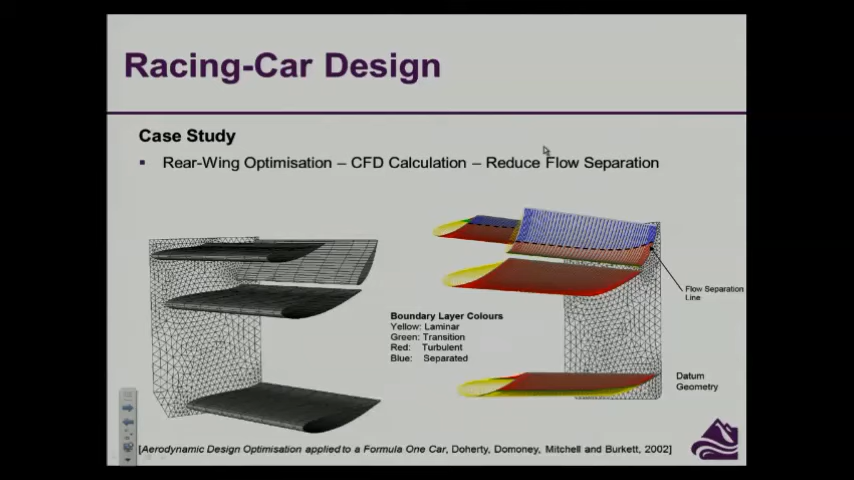 Racing-Car Design
Case Study
▪ Rear-Wing Optimisation – CFD Calculation – Reduce Flow Separation
Flow Separation
Line
Boundary Layer Colours
Yellow: Laminar
Green: Transition
Red: Turbulent
Blue: Separated
Datum
Geometry
[Aerodynamic Design Optimisation applied to a Formula One Car, Doherty, Domoney, Mitchell and Burkett, 2002]